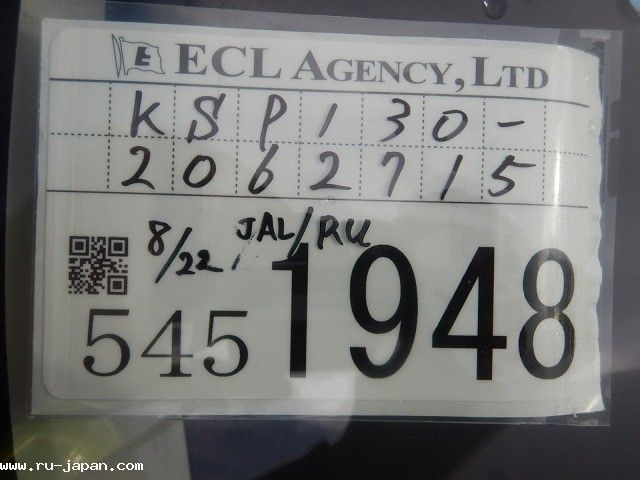 E ECL AGENCY, LTD
KSP130-
2062715
8/22 JAL/RU
545 1948
www.ru-japan.com